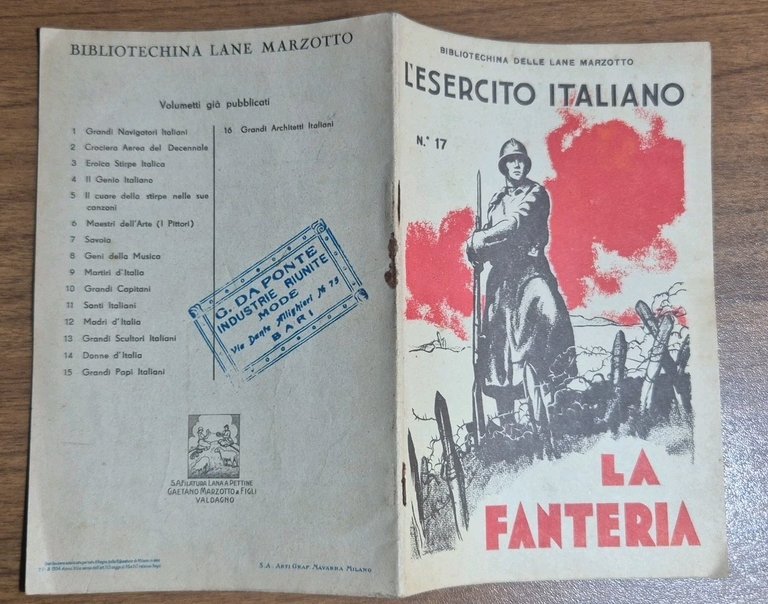 BIBLIOTECHINA LANE MARZOTTO
Volumetti già pubblicati
1 Grandi Navigatori Italiani
2 Crociera Aerea del Decennale
3 Eroica Stirpe Italica
4 Il Genio Italiano
5 Il cuore della stirpe nelle sue
canzoni
6 Maestri dell'Arte (I Pittori)
7 Savoia
8 Geni della Musica
9 Martiri d'Italia
10 Grandi Capitani
11 Santi Italiani
12 Madri d'Italia
13 Grandi Scultori Italiani
14 Donne d'Italia
15 Grandi Papi Italiani
16 Grandi Architetti Italiani
G. DA PONTE
INDUSTRIE RIUNITE
MODE
Via Dante Alighieri N. 75
BARI
S.A. FILATURA LANA A PETTINE
GAETANO MARZOTTO & FIGLI
VALDAGNO
S. A. ARTI GRAF. NAVARRA MILANO
BIBLIOTECHINA DELLE LANE MARZOTTO
L'ESERCITO ITALIANO
N.° 17
LA
FANTERIA